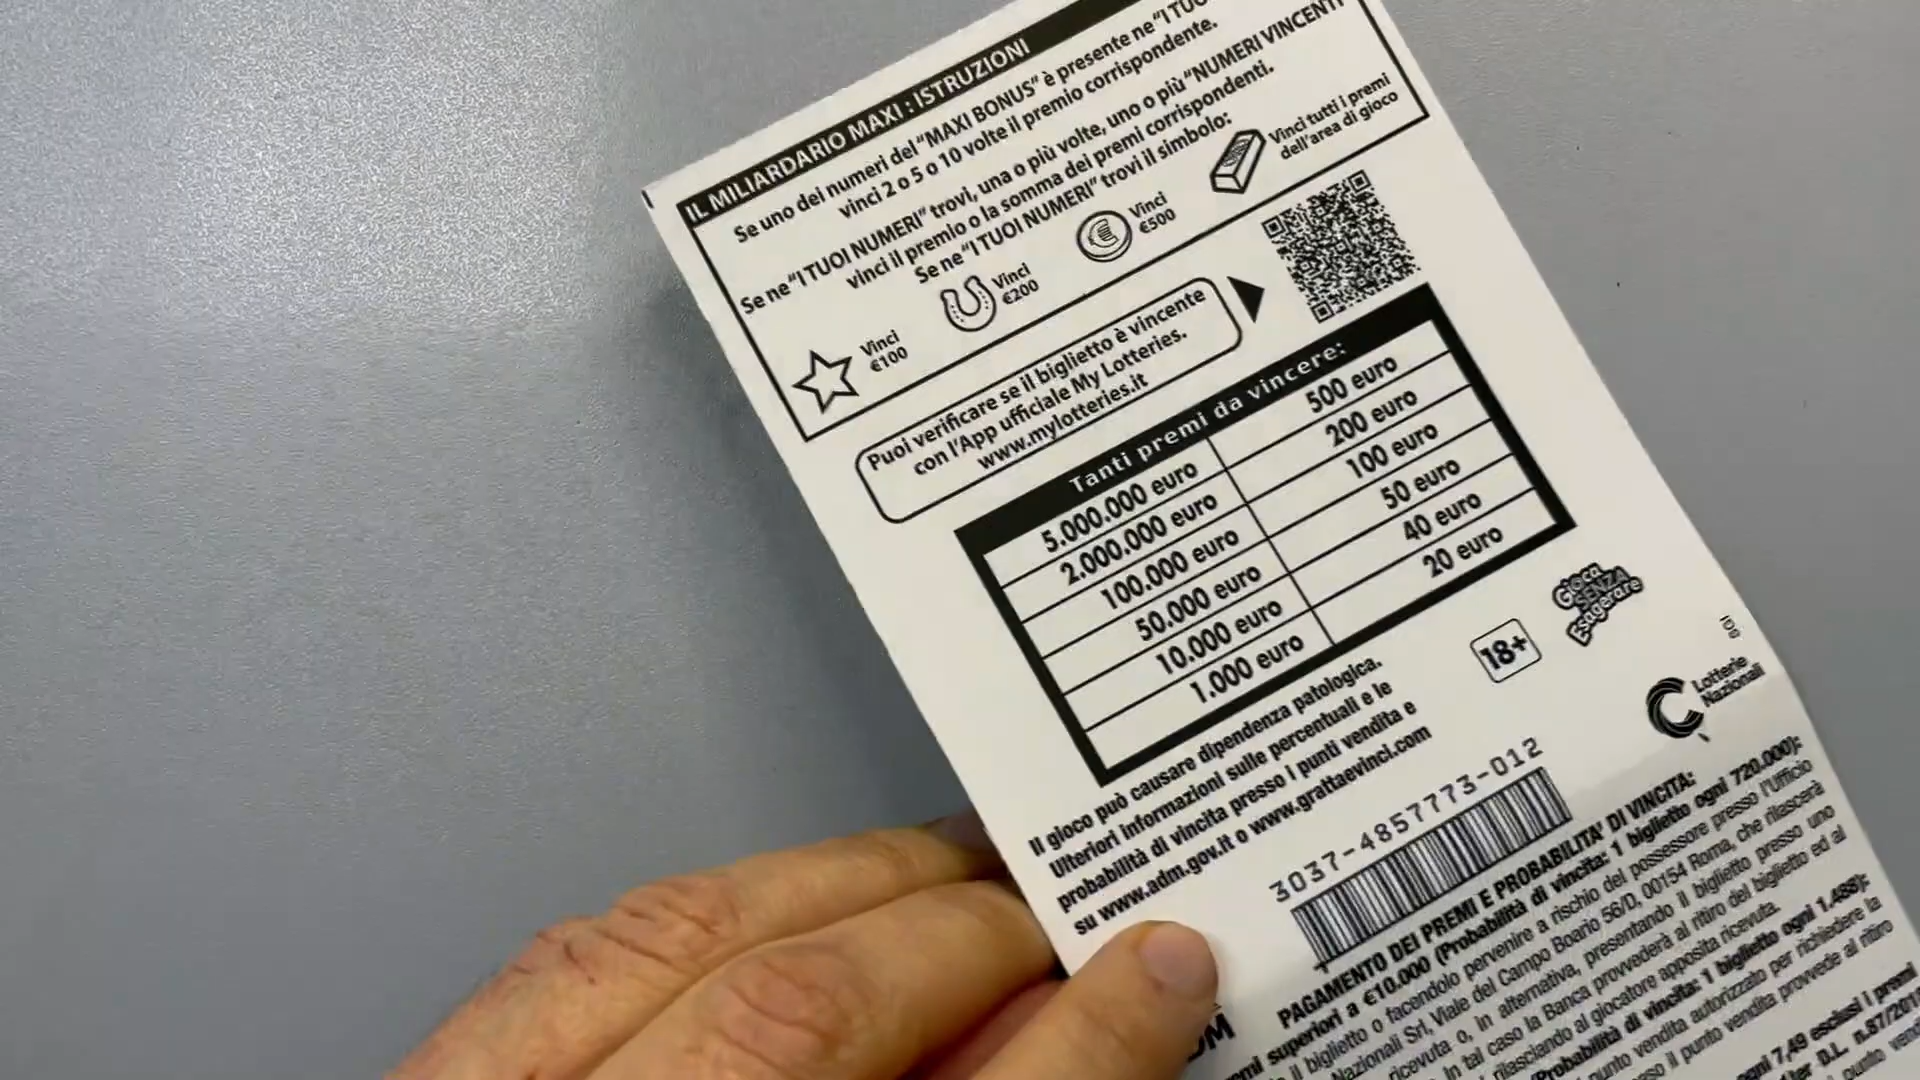 IL MILIARDARIO MAXI : ISTRUZIONI
Se uno dei numeri del “MAXI BONUS” è presente ne “I TUO
vinci 2 o 5 o 10 volte il premio corrispondente.
Se ne “I TUOI NUMERI” trovi, una o più volte, uno o più “NUMERI VINCENTI
vinci il premio o la somma dei premi corrispondenti.
Se ne “I TUOI NUMERI” trovi il simbolo:
Vinci
€100
Vinci
€200
Vinci
€500
Vinci tutti i premi
dell'area di gioco
Puoi verificare se il biglietto è vincente
con l'App ufficiale My Lotteries.
www.mylotteries.it
Tanti premi da vincere:
5.000.000 euro
2.000.000 euro
100.000 euro
50.000 euro
10.000 euro
1.000 euro
500 euro
200 euro
100 euro
50 euro
40 euro
20 euro
18+
Gioca
SENZA
Esagerare
Lotterie
Nazionali
Il gioco può causare dipendenza patologica.
Ulteriori informazioni sulle percentuali e le
probabilità di vincita presso i punti vendita e
su www.adm.gov.it o www.grattaevinci.com
3037-4857773-012
PAGAMENTO DEI PREMI E PROBABILITA' DI VINCITA:
superiori a €10.000 (Probabilità di vincita: 1 biglietto ogni 720.000):
il biglietto o facendolo pervenire a rischio del possessore presso l'Ufficio
Nazionali Srl, Viale del Campo Boario 56/D, 00154 Roma, che rilascerà
ricevuta o, in alternativa, presentando il biglietto presso uno
In tal caso la Banca provvederà al ritiro del biglietto ed al
rilasciando al giocatore apposita ricevuta.
(Probabilità di vincita: 1 biglietto ogni 1.488):
punto vendita autorizzato per richiedere la
il punto vendita provvede al ritiro
ogni 7,49 esclusi i premi
D.L. n.87/201
punto vend